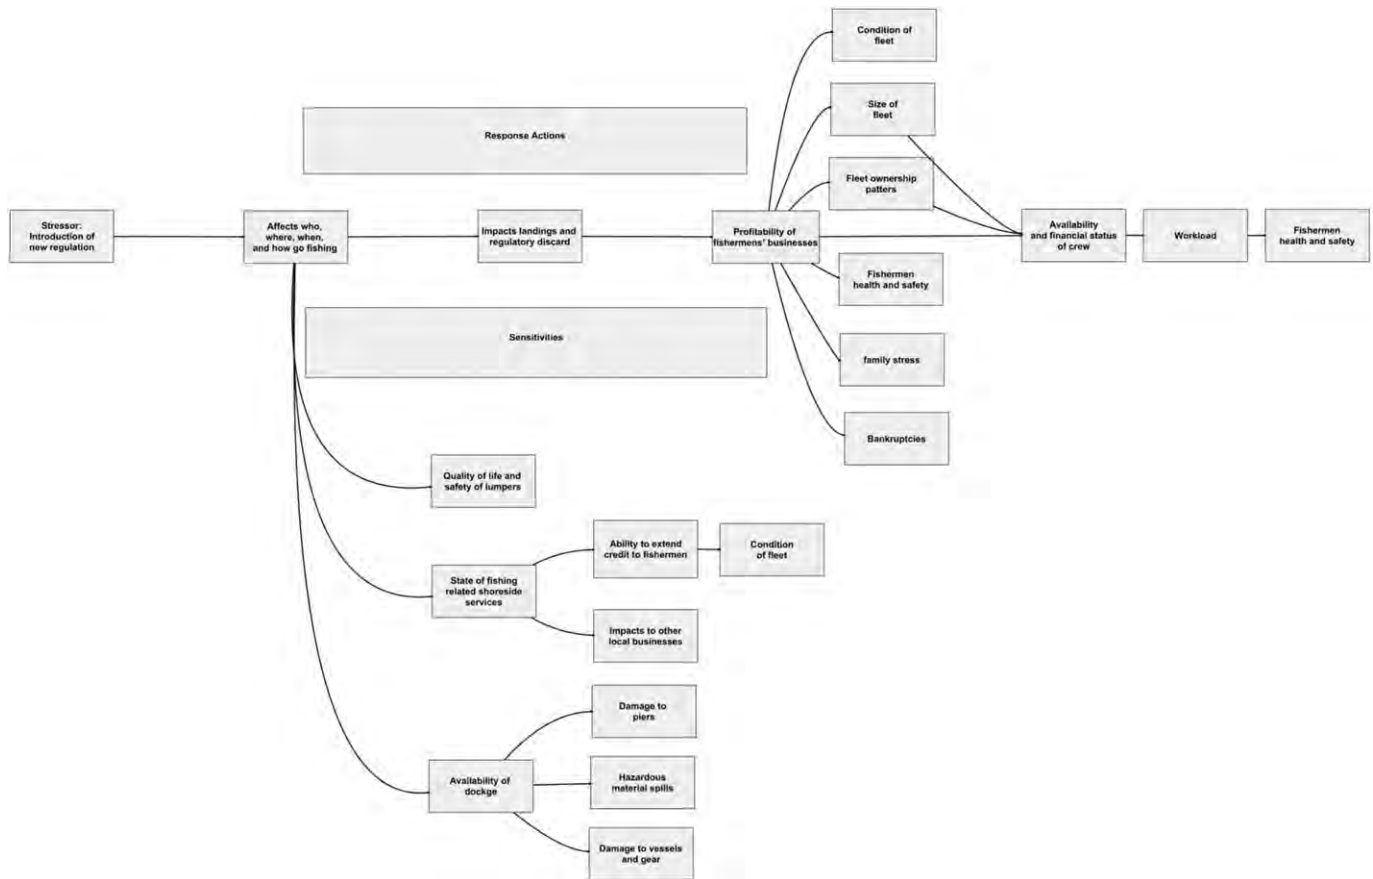 Condition of
fleet
Size of
fleet
Response Actions
Fleet ownership
patters
Stressor:
Introduction of
new regulation
Affects who,
where, when,
and how go fishing
Impacts landings and
regulatory discard
Profitability of
fishermens' businesses
Availability
and financial status
of crew
Workload
Fishermen
health and safety
Fishermen
health and safety
Sensitivities
family stress
Bankruptcies
Quality of life and
safety of lumpers
Ability to extend
credit to fishermen
Condition
of fleet
State of fishing
related shoreside
services
Impacts to other
local businesses
Damage to
piers
Availability of
dockge
Hazardous
material spills
Damage to vessels
and gear